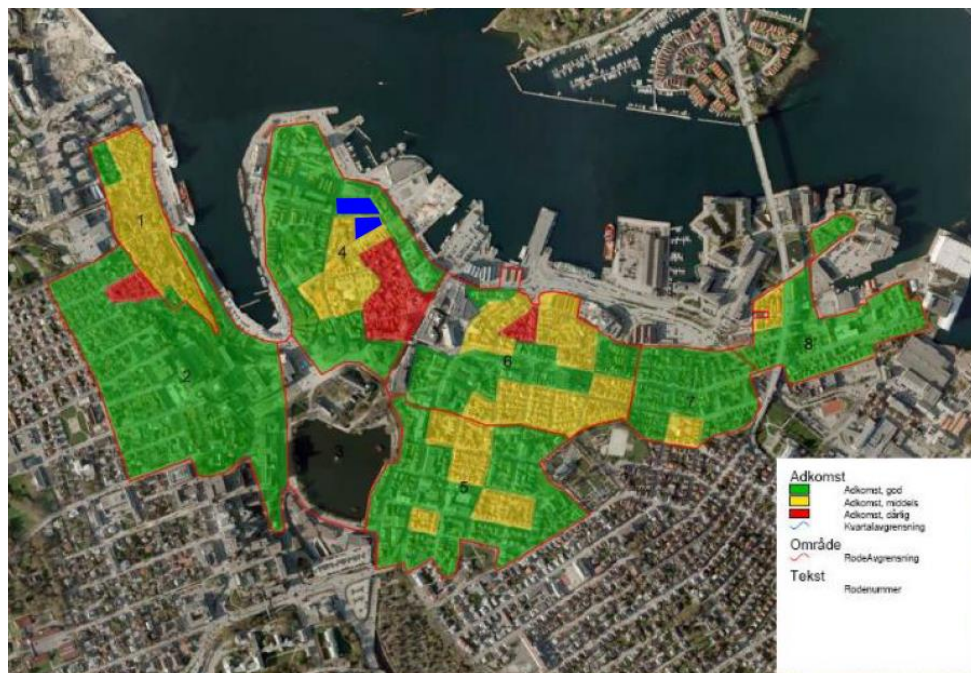 1
4
2
3
6
7
8
5
Adkomst
Adkomst, god
Adkomst, middels
Adkomst, dårlig
Kvartalavgrensning
Område
RodeAvgrensning
Tekst
Rodenummer